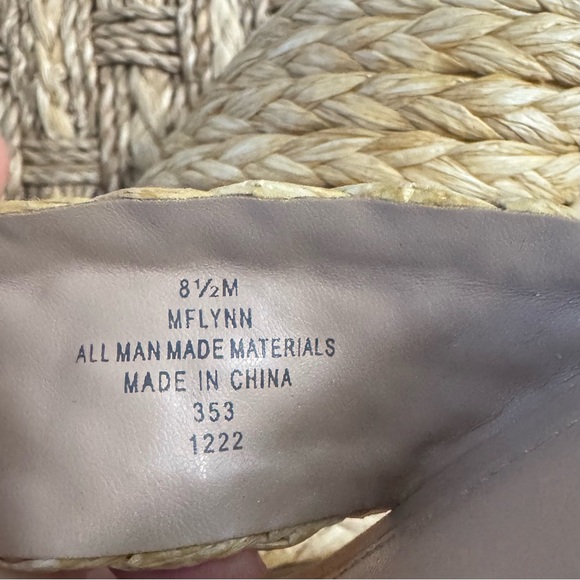 8½M
MFLYNN
ALL MAN MADE MATERIALS
MADE IN CHINA
353
1222